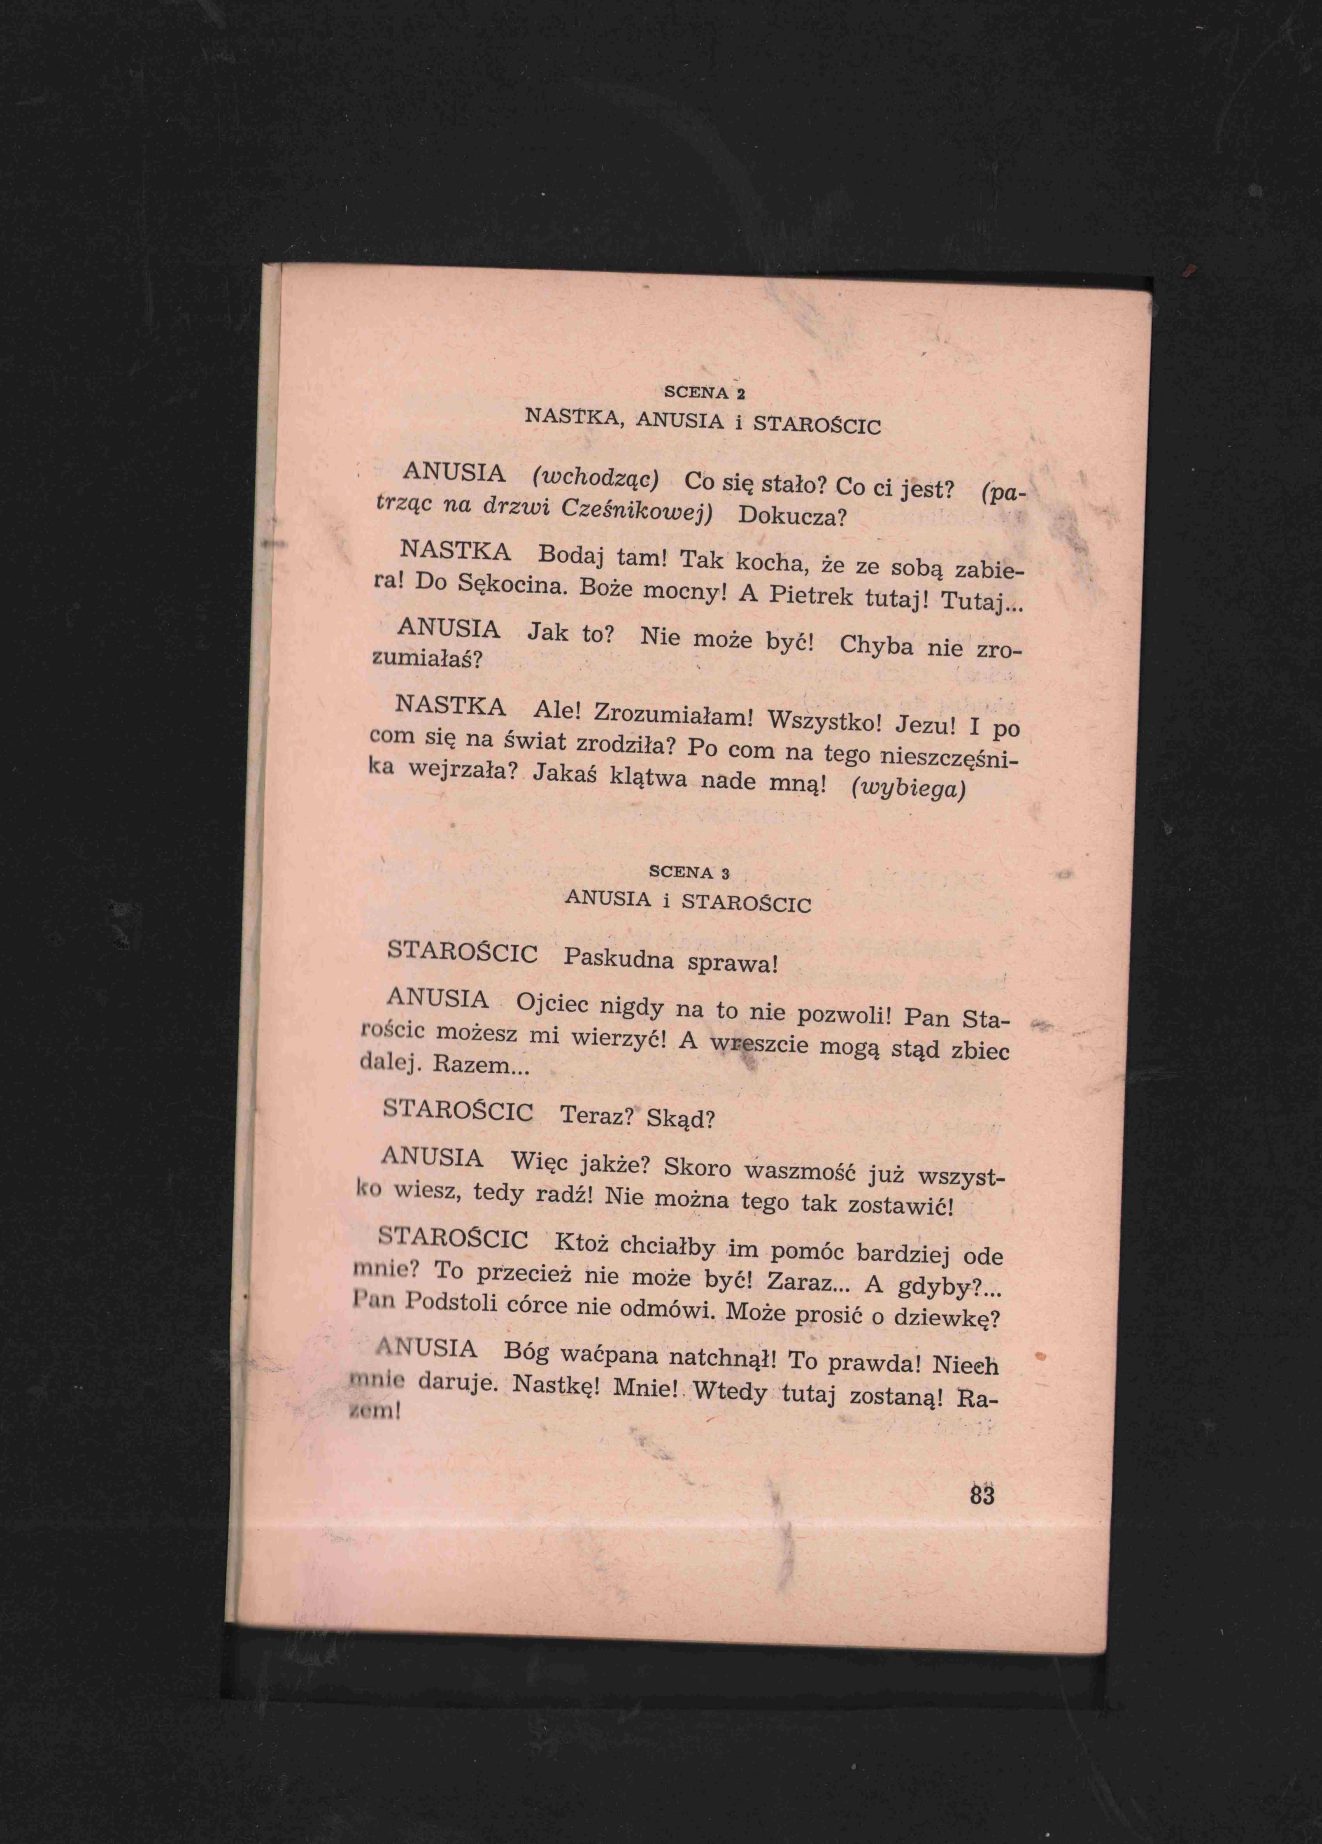 SCENA 2
NASTKA, ANUSIA i STAROŚCIC
ANUSIA (wchodząc) Co się stało? Co ci jest? (pa-
trząc na drzwi Cześnikowej) Dokucza?
NASTKA Bodaj tam! Tak kocha, że ze sobą zabie-
ra! Do Sękocina. Boże mocny! A Pietrek tutaj! Tutaj...
ANUSIA Jak to? Nie może być! Chyba nie zro-
zumiałaś?
NASTKA Ale! Zrozumiałam! Wszystko! Jezu! I po
com się na świat zrodziła? Po com na tego nieszczęśni-
ka wejrzała? Jakaś klątwa nade mną! (wybiega)
SCENA 3
ANUSIA i STAROŚCIC
STAROŚCIC Paskudna sprawa!
ANUSIA Ojciec nigdy na to nie pozwoli! Pan Sta-
rościc możesz mi wierzyć! A wreszcie mogą stąd zbiec
dalej. Razem...
STAROŚCIC Teraz? Skąd?
ANUSIA Więc jakże? Skoro waszmość już wszyst-
ko wiesz, tedy radź! Nie można tego tak zostawić!
STAROŚCIC Ktoż chciałby im pomóc bardziej ode
mnie? To przecież nie może być! Zaraz... A gdyby?...
Pan Podstoli córce nie odmówi. Może prosić o dziewkę?
ANUSIA Bóg waćpana natchnął! To prawda! Niech
mnie daruje. Nastkę! Mnie! Wtedy tutaj zostaną! Ra-
zem!
83